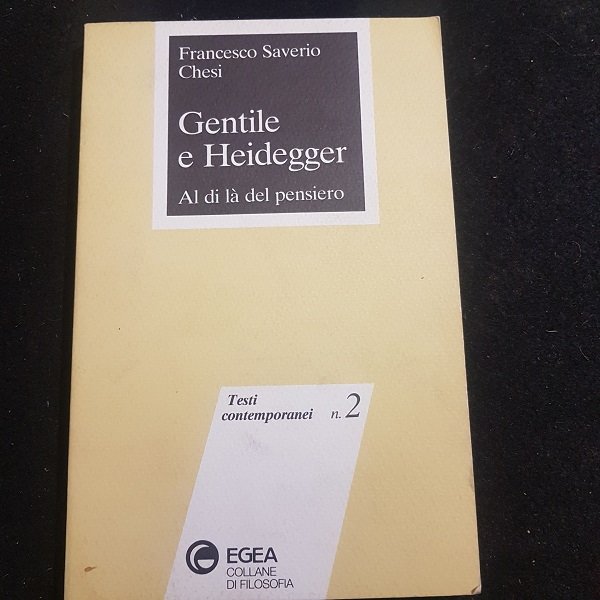 Francesco Saverio
Chesi
Gentile
e Heidegger
Al di là del pensiero
Testi
contemporanei n. 2
EGEA
COLLANE
DI FILOSOFIA